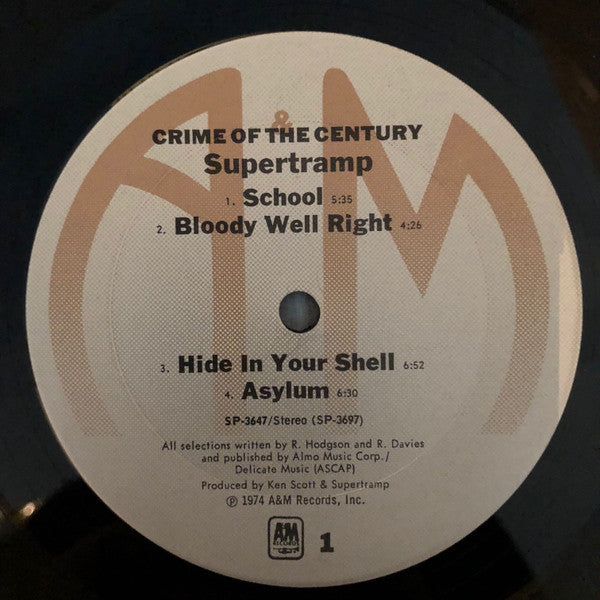 A&M
CRIME OF THE CENTURY
Supertramp
1. School 5:35
2. Bloody Well Right 4:26
3. Hide In Your Shell 6:52
4. Asylum 6:30
SP-3647/Stereo (SP-3697)
All selections written by R. Hodgson and R. Davies
and published by Almo Music Corp./
Delicate Music (ASCAP)
Produced by Ken Scott & Supertramp
℗ 1974 A&M Records, Inc.
A&M
RECORDS
1